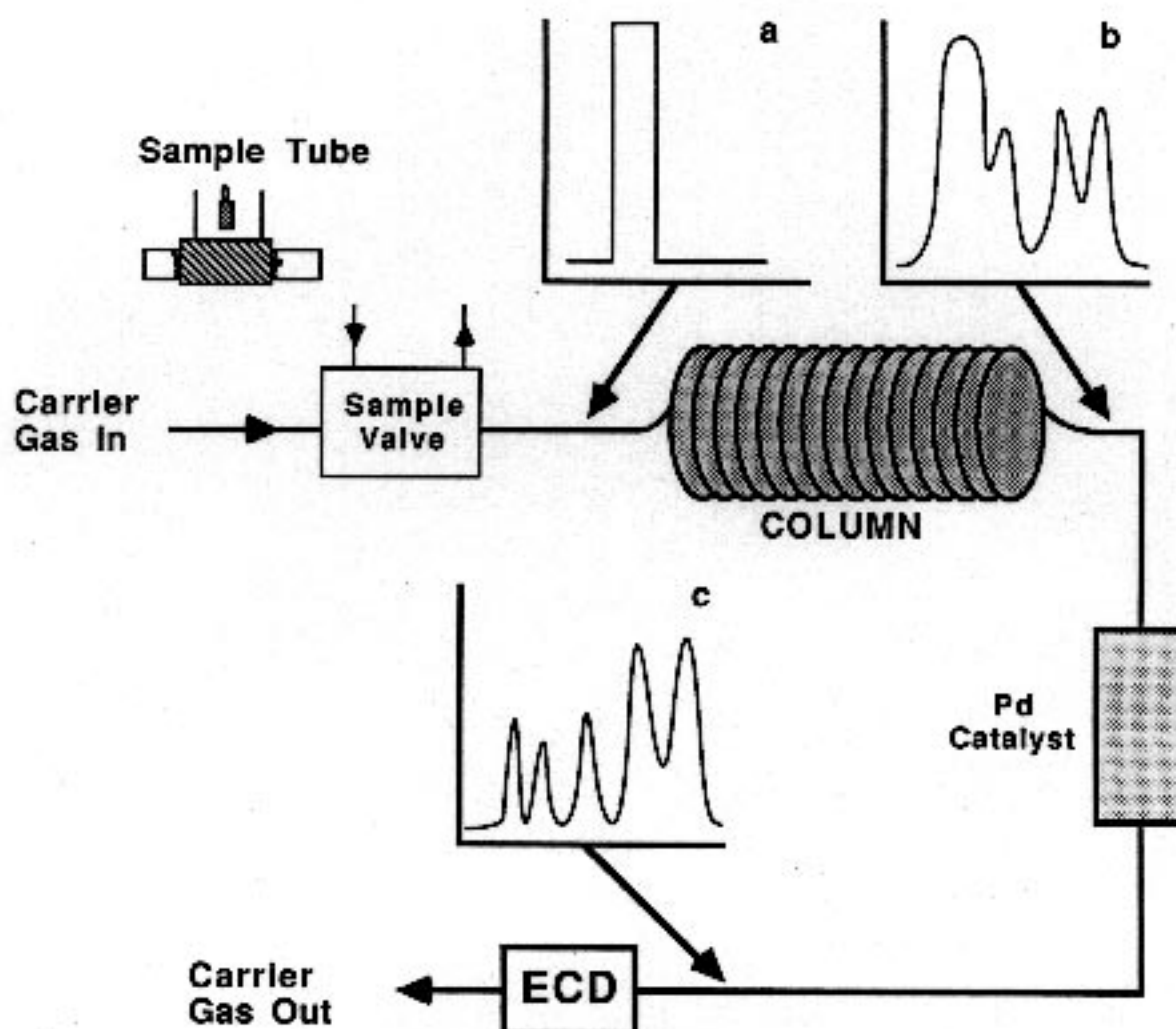 a
b
Sample Tube
Carrier
Gas In
Sample
Valve
COLUMN
c
Pd
Catalyst
ECD
Carrier
Gas Out